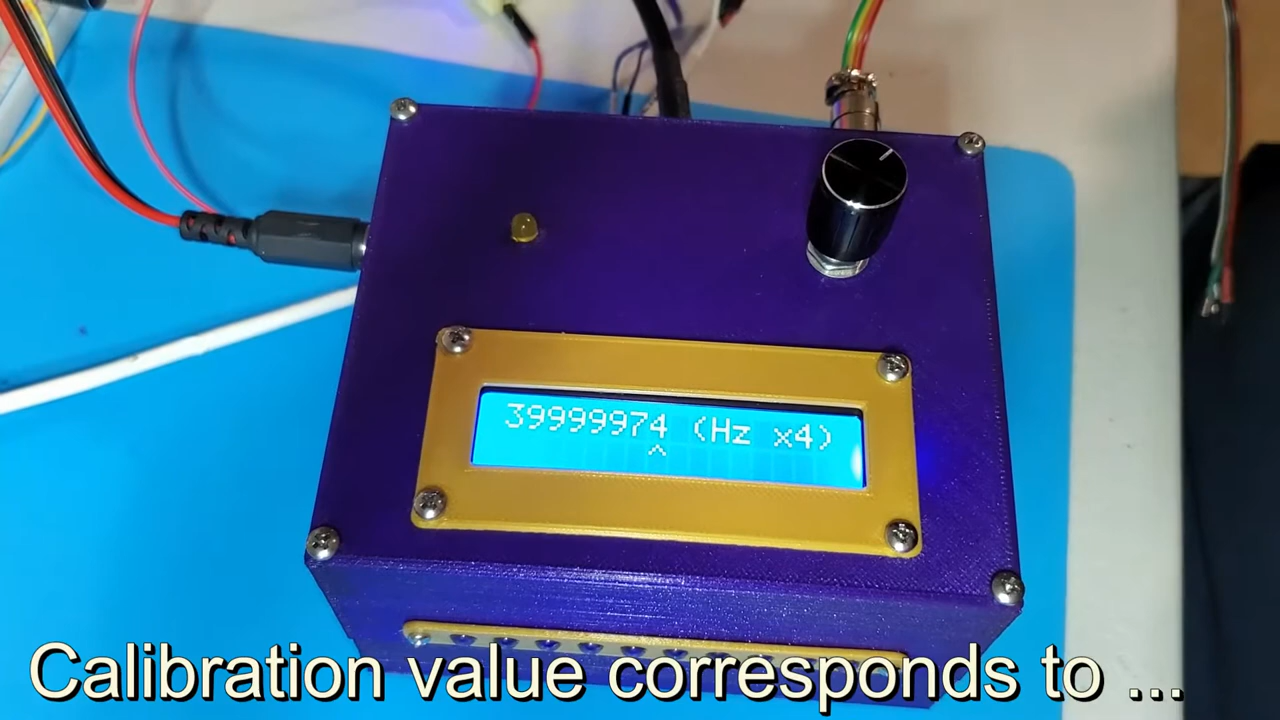 39999974 (Hz x4)
^
Calibration value corresponds to ...